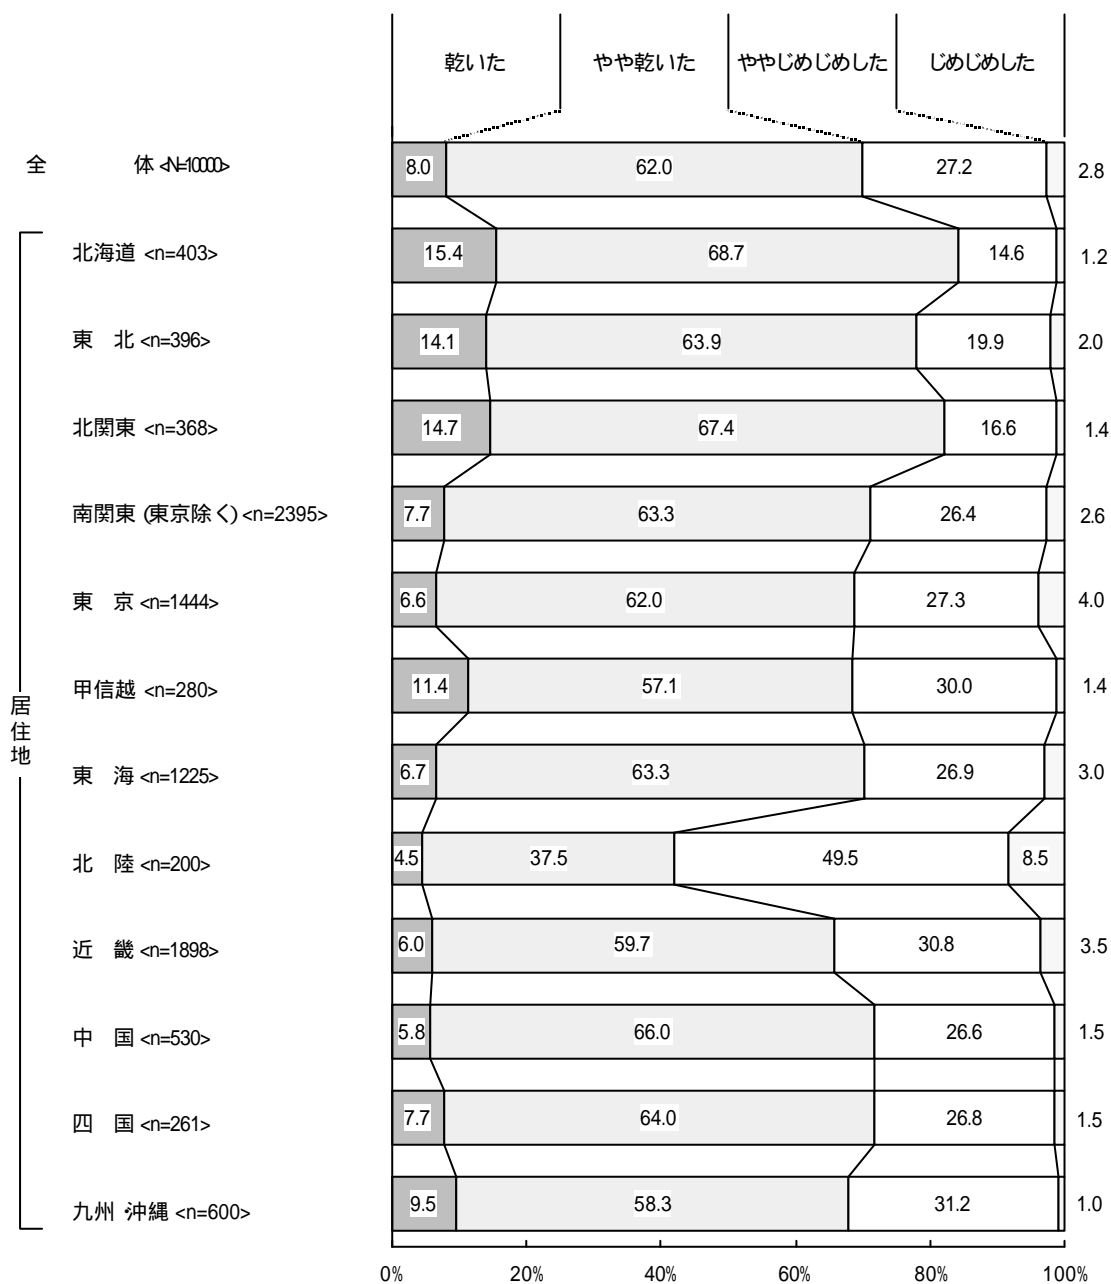 乾いた やや乾いた ややじめじめした じめじめした
全 体 <N=10000> 8.0 62.0 27.2 2.8
北海道 <n=403> 15.4 68.7 14.6 1.2
東 北 <n=396> 14.1 63.9 19.9 2.0
北関東 <n=368> 14.7 67.4 16.6 1.4
南関東(東京除く) <n=2395> 7.7 63.3 26.4 2.6
東 京 <n=1444> 6.6 62.0 27.3 4.0
居住地
甲信越 <n=280> 11.4 57.1 30.0 1.4
東 海 <n=1225> 6.7 63.3 26.9 3.0
北 陸 <n=200> 4.5 37.5 49.5 8.5
近 畿 <n=1898> 6.0 59.7 30.8 3.5
中 国 <n=530> 5.8 66.0 26.6 1.5
四 国 <n=261> 7.7 64.0 26.8 1.5
九州・沖縄 <n=600> 9.5 58.3 31.2 1.0
0% 20% 40% 60% 80% 100%